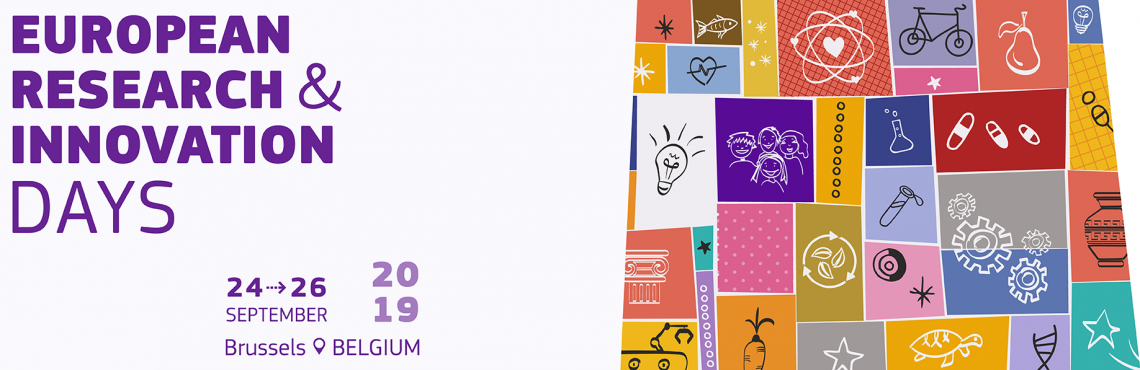 EUROPEAN
RESEARCH &
INNOVATION
DAYS
24⇢26
SEPTEMBER
20
19
Brussels BELGIUM